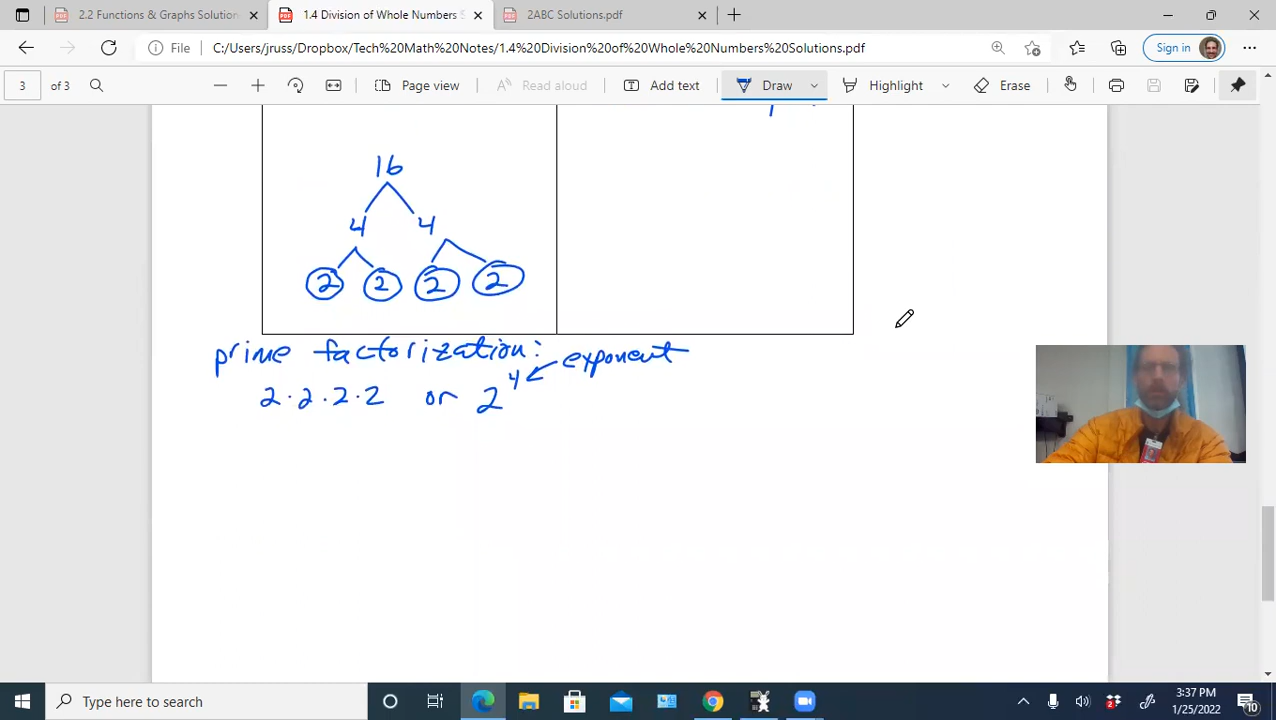 2.2 Functions & Graphs Solution
1.4 Division of Whole Numbers S
2ABC Solutions.pdf
File
C:/Users/jruss/Dropbox/Tech%20Math%20Notes/1.4%20Division%20of%20Whole%20Numbers%20Solutions.pdf
Sign in
3 of 3
Page view
Read aloud
Add text
Draw
Highlight
Erase
16
4 4
2 2 2 2
prime factorization:
exponent
2·2·2·2 or 2⁴
Type here to search
3:37 PM
1/25/2022
10
2